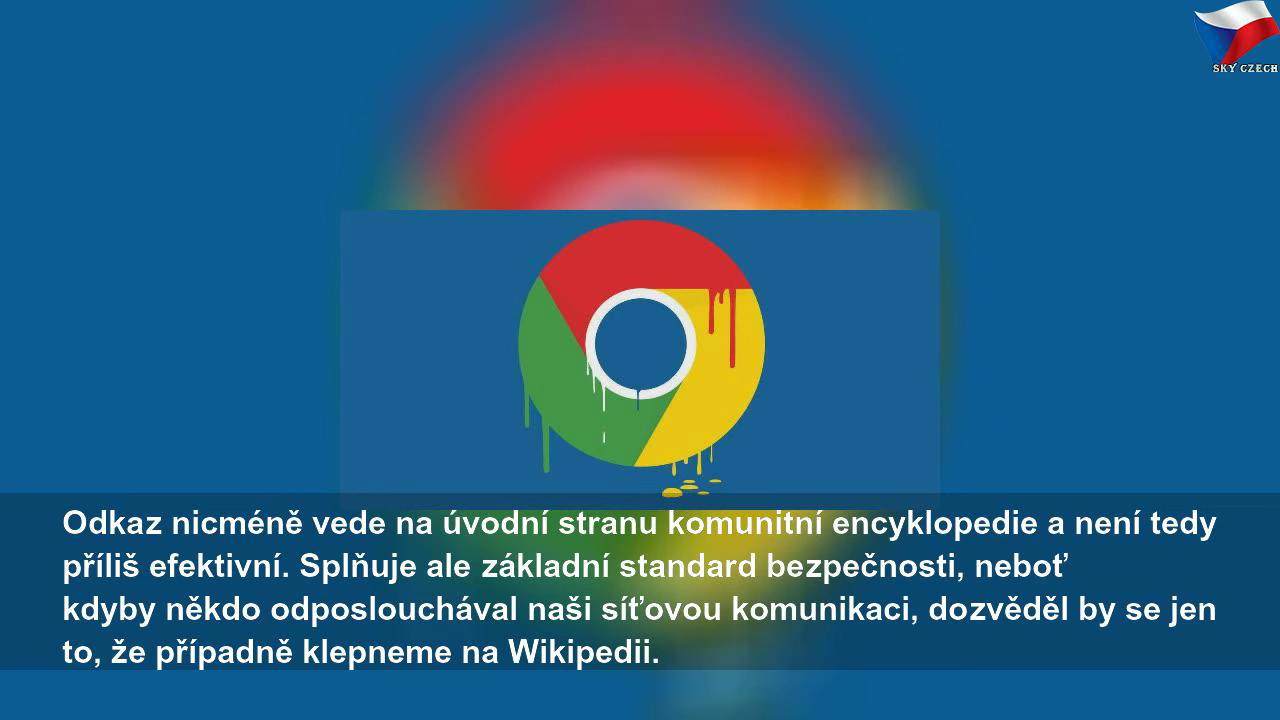 SKY CZECH
Odkaz nicméně vede na úvodní stranu komunitní encyklopedie a není tedy
příliš efektivní. Splňuje ale základní standard bezpečnosti, neboť
kdyby někdo odposlouchával naši síťovou komunikaci, dozvěděl by se jen
to, že případně klepneme na Wikipedii.